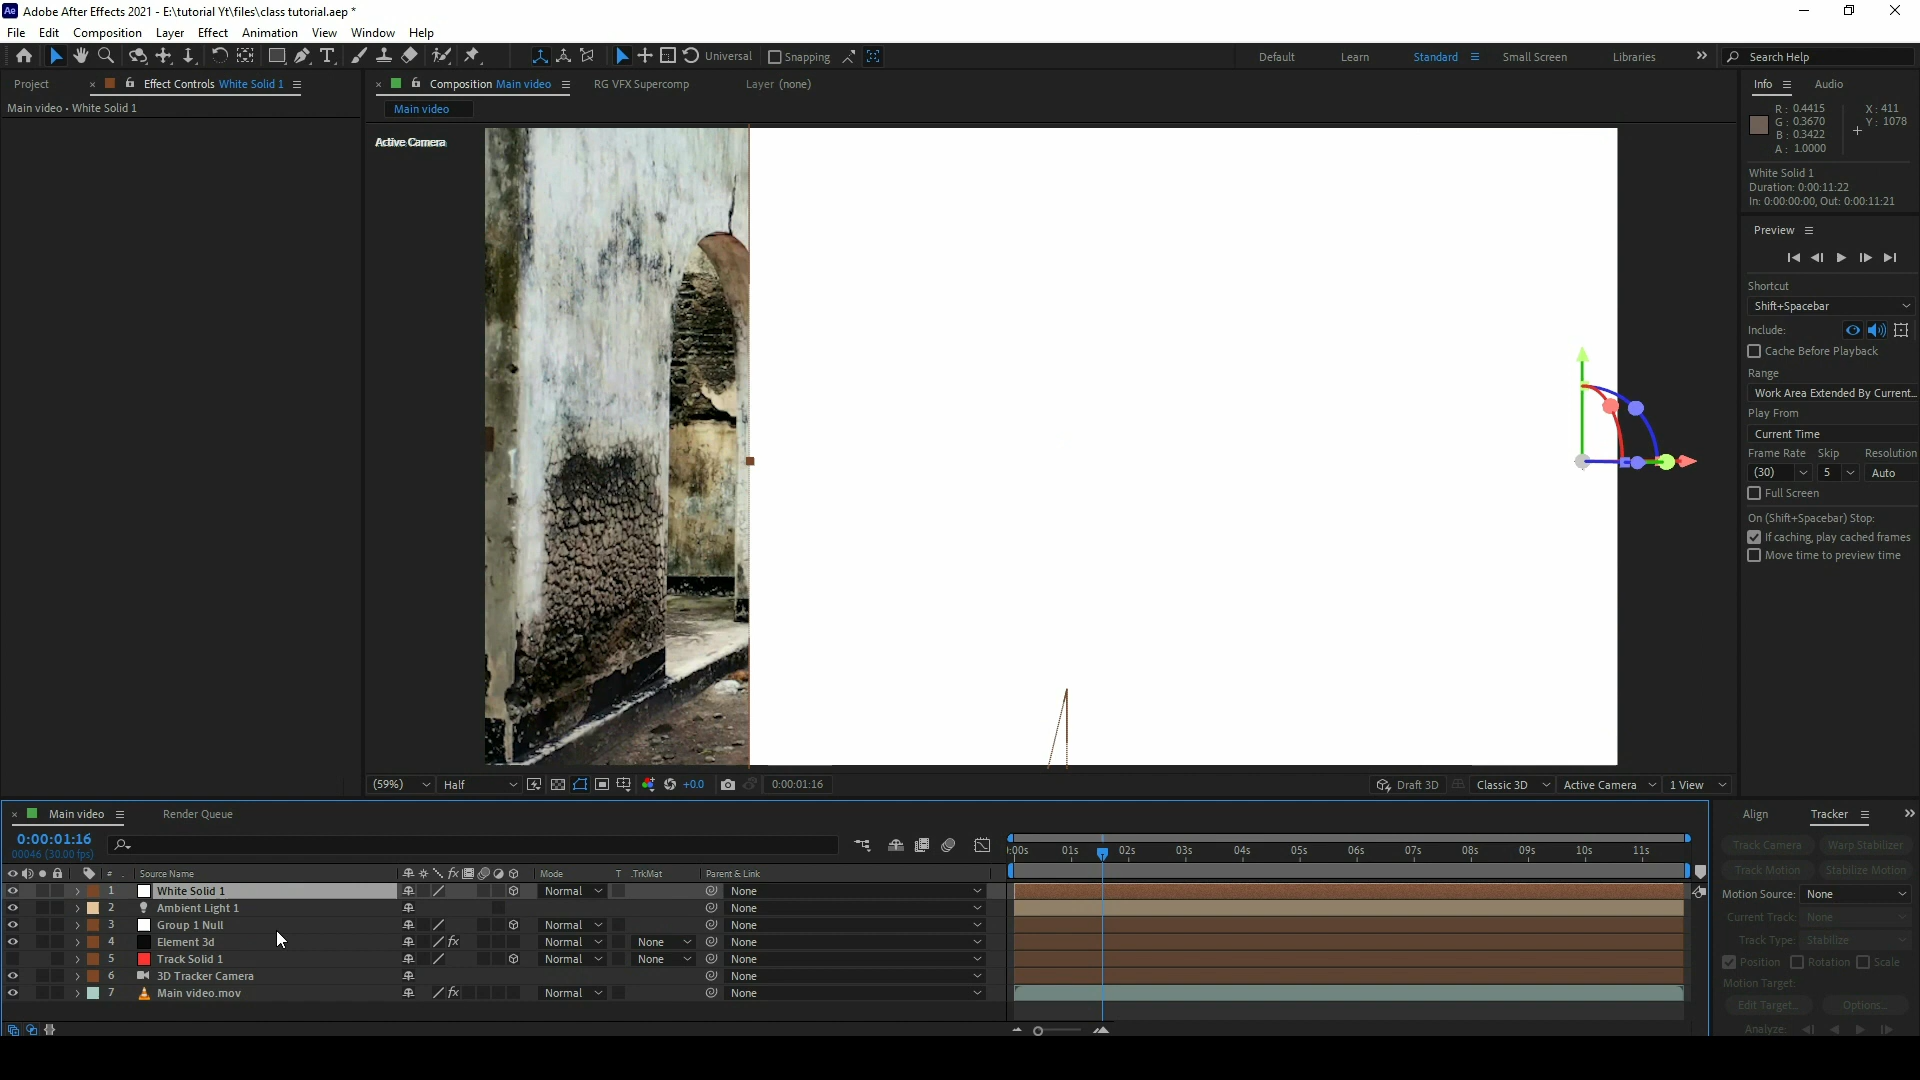 Ae Adobe After Effects 2021 - E:\tutorial Yt\files\class tutorial.aep *
File Edit Composition Layer Effect Animation View Window Help
Universal Snapping Default Learn Standard Small Screen Libraries Search Help
Project Effect Controls White Solid 1 Composition Main video RG VFX Supercomp Layer (none) Info Audio
Main video • White Solid 1 Main video
R: 0.4415 X: 411
G: 0.3670 Y: 1078
B: 0.3422
A: 1.0000
Active Camera
White Solid 1
Duration: 0:00:11:22
In: 0:00:00:00, Out: 0:00:11:21
Preview
Shortcut
Shift+Spacebar
Include:
Cache Before Playback
Range
Work Area Extended By Current...
Play From
Current Time
Frame Rate Skip Resolution
(30) 5 Auto
Full Screen
On (Shift+Spacebar) Stop:
If caching, play cached frames
Move time to preview time
(59%) Half +0.0 0:00:01:16 Draft 3D Classic 3D Active Camera 1 View
Main video Render Queue Align Tracker
0:00:01:16
00046 (30.00 fps)
:00s 01s 02s 03s 04s 05s 06s 07s 08s 09s 10s 11s
Track Camera Warp Stabilizer
Track Motion Stabilize Motion
# Source Name fx Mode T .TrkMat Parent & Link
1 White Solid 1 Normal None
2 Ambient Light 1 None
3 Group 1 Null Normal None
4 Element 3d fx Normal None None
5 Track Solid 1 Normal None None
6 3D Tracker Camera None
7 Main video.mov fx Normal None
Motion Source: None
Current Track: None
Track Type: Stabilize
Position Rotation Scale
Motion Target:
Edit Target... Options...
Analyze: